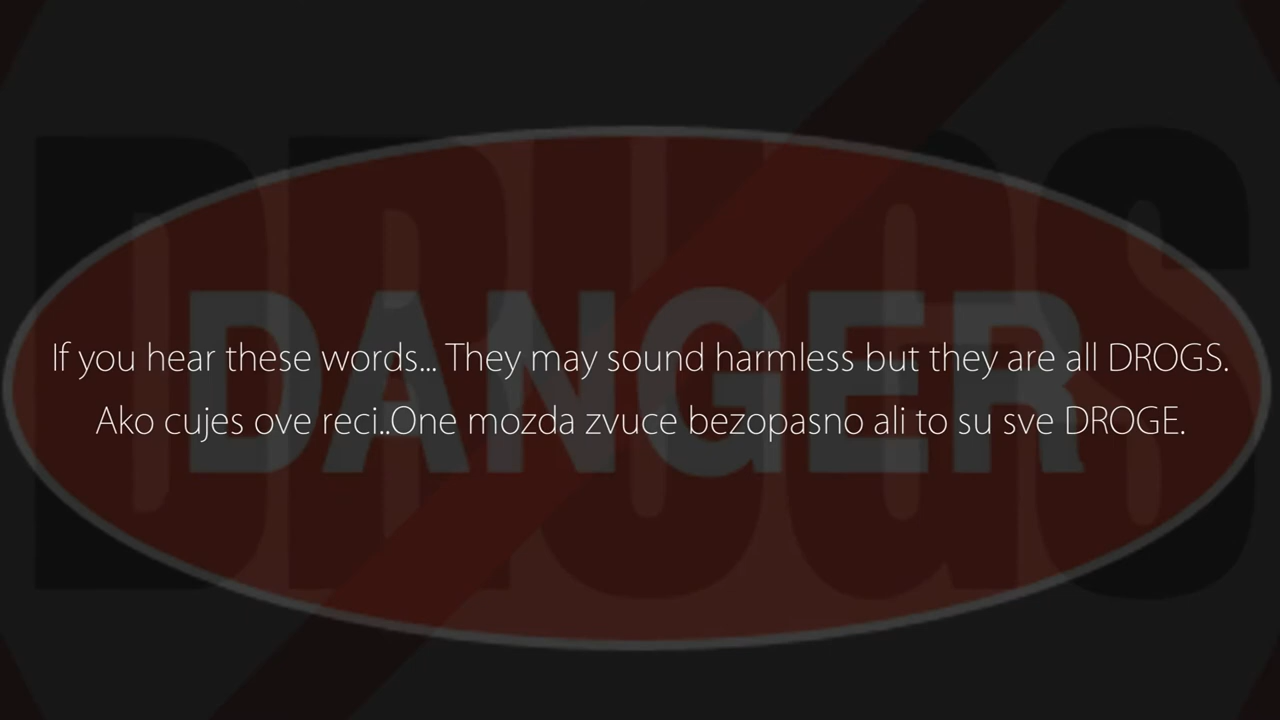 DRUGS
DANGER
If you hear these words... They may sound harmless but they are all DROGS.
Ako cujes ove reci..One mozda zvuce bezopasno ali to su sve DROGE.